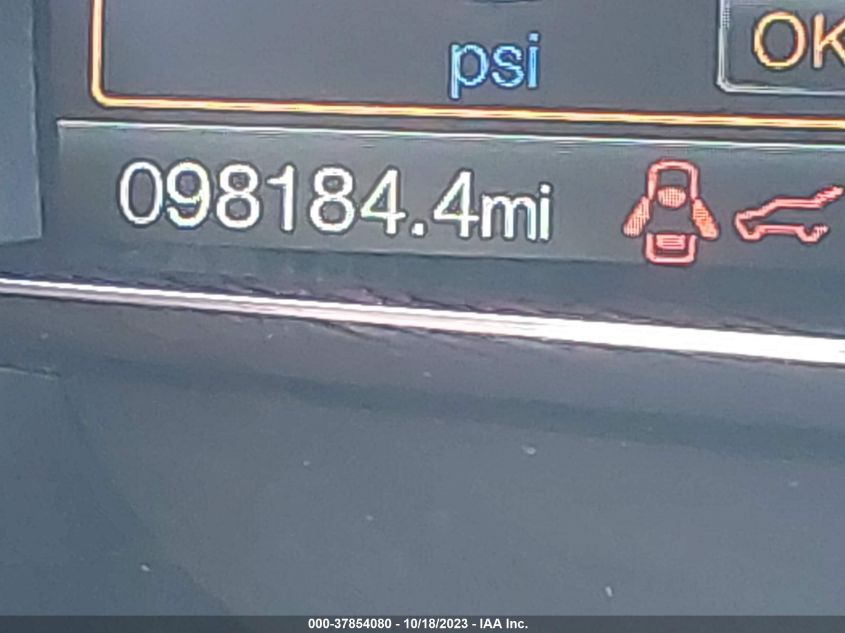 psi
OK
098184.4mi
000-37854080 - 10/18/2023 - IAA Inc.